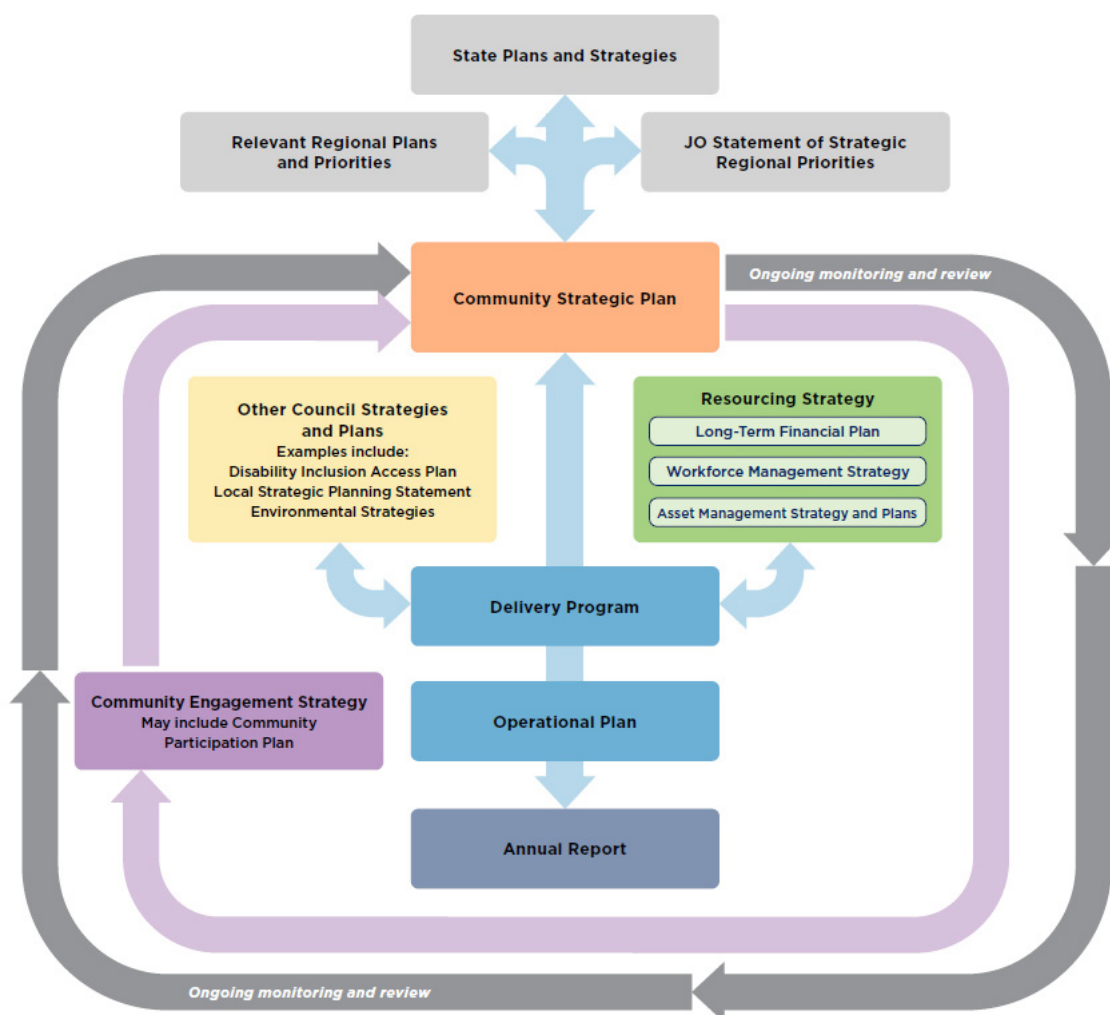 State Plans and Strategies
Relevant Regional Plans
and Priorities
JO Statement of Strategic
Regional Priorities
Community Strategic Plan
Ongoing monitoring and review
Other Council Strategies
and Plans
Examples include:
Disability Inclusion Access Plan
Local Strategic Planning Statement
Environmental Strategies
Resourcing Strategy
Long-Term Financial Plan
Workforce Management Strategy
Asset Management Strategy and Plans
Delivery Program
Community Engagement Strategy
May include Community
Participation Plan
Operational Plan
Annual Report
Ongoing monitoring and review